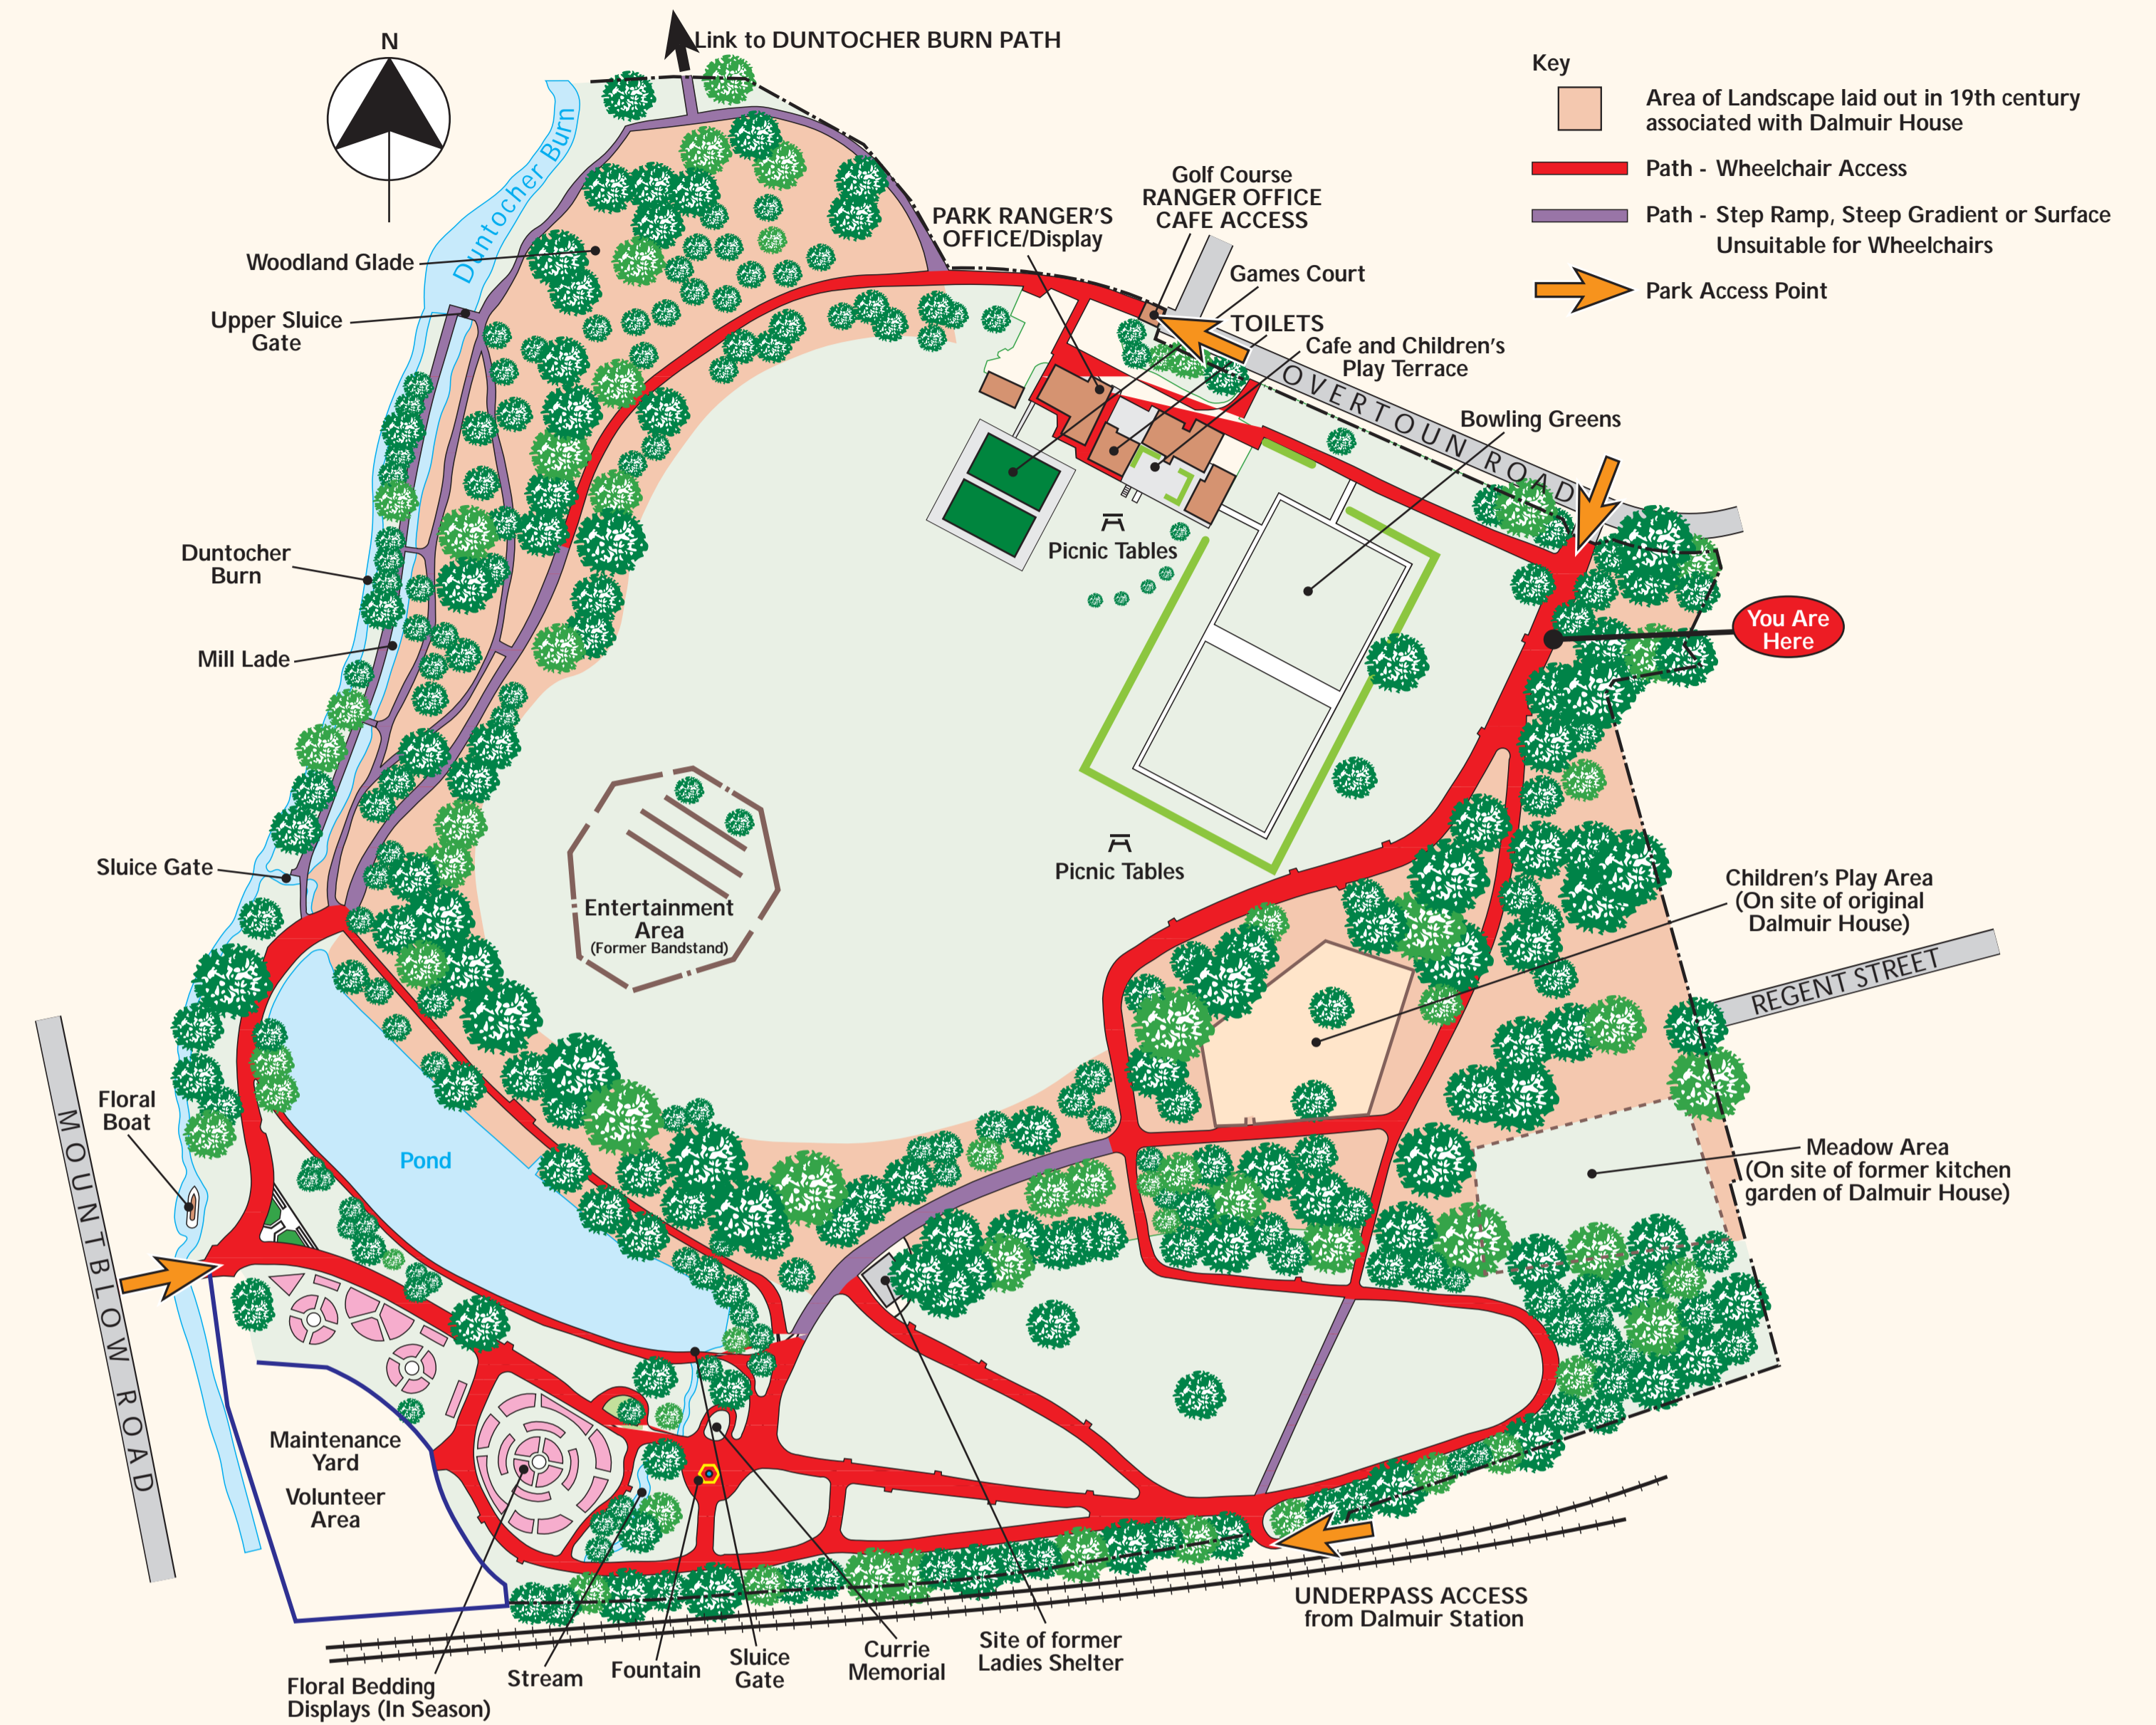 N
Link to DUNTOCHER BURN PATH
Key
Area of Landscape laid out in 19th century
associated with Dalmuir House
Path - Wheelchair Access
Path - Step Ramp, Steep Gradient or Surface
Unsuitable for Wheelchairs
Park Access Point
Duntocher Burn
Golf Course
RANGER OFFICE
CAFE ACCESS
PARK RANGER'S
OFFICE/Display
Woodland Glade
Games Court
Upper Sluice
Gate
TOILETS
Cafe and Children's
Play Terrace
OVERTOUN ROAD
Bowling Greens
Picnic Tables
Duntocher
Burn
You Are
Here
Mill Lade
Sluice Gate
Picnic Tables
Entertainment
Area
(Former Bandstand)
Children's Play Area
(On site of original
Dalmuir House)
REGENT STREET
Floral
Boat
MOUNTBLOW ROAD
Pond
Meadow Area
(On site of former kitchen
garden of Dalmuir House)
Maintenance
Yard
Volunteer
Area
UNDERPASS ACCESS
from Dalmuir Station
Floral Bedding
Displays (In Season)
Stream
Fountain
Sluice
Gate
Currie
Memorial
Site of former
Ladies Shelter